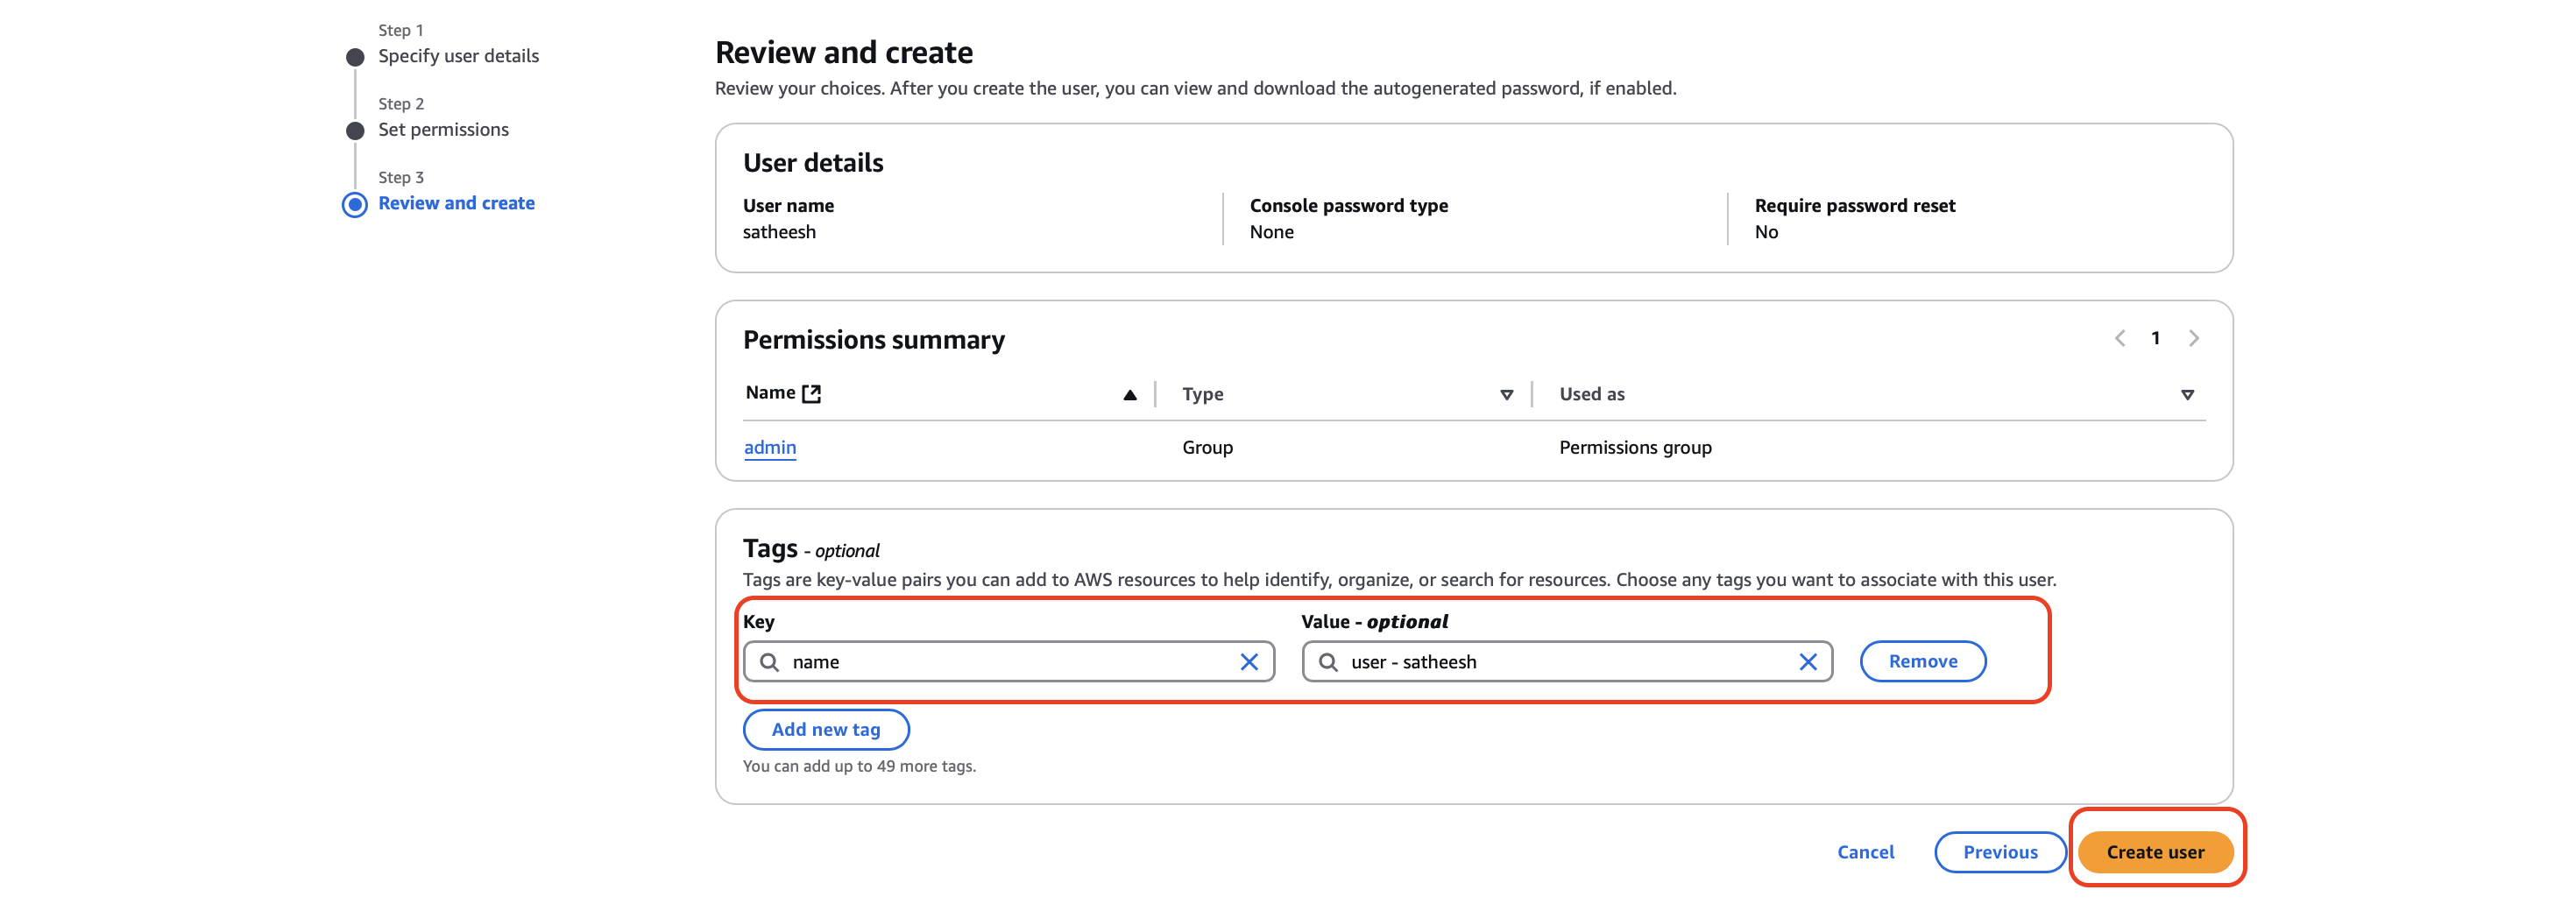 Step 1
Specify user details
Step 2
Set permissions
Step 3
Review and create
Review and create
Review your choices. After you create the user, you can view and download the autogenerated password, if enabled.
User details
User name Console password type Require password reset
satheesh None No
Permissions summary 1
Name Type Used as
admin Group Permissions group
Tags - optional
Tags are key-value pairs you can add to AWS resources to help identify, organize, or search for resources. Choose any tags you want to associate with this user.
Key Value - optional
name user - satheesh Remove
Add new tag
You can add up to 49 more tags.
Cancel Previous Create user